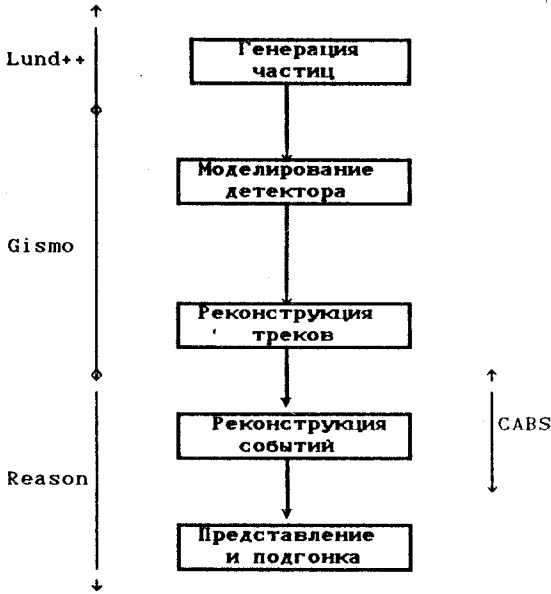 Lund++
Генерация
частиц
Моделирование
детектора
Gismo
Реконструкция
треков
Реконструкция
событий
CABS
Reason
Представление
и подгонка